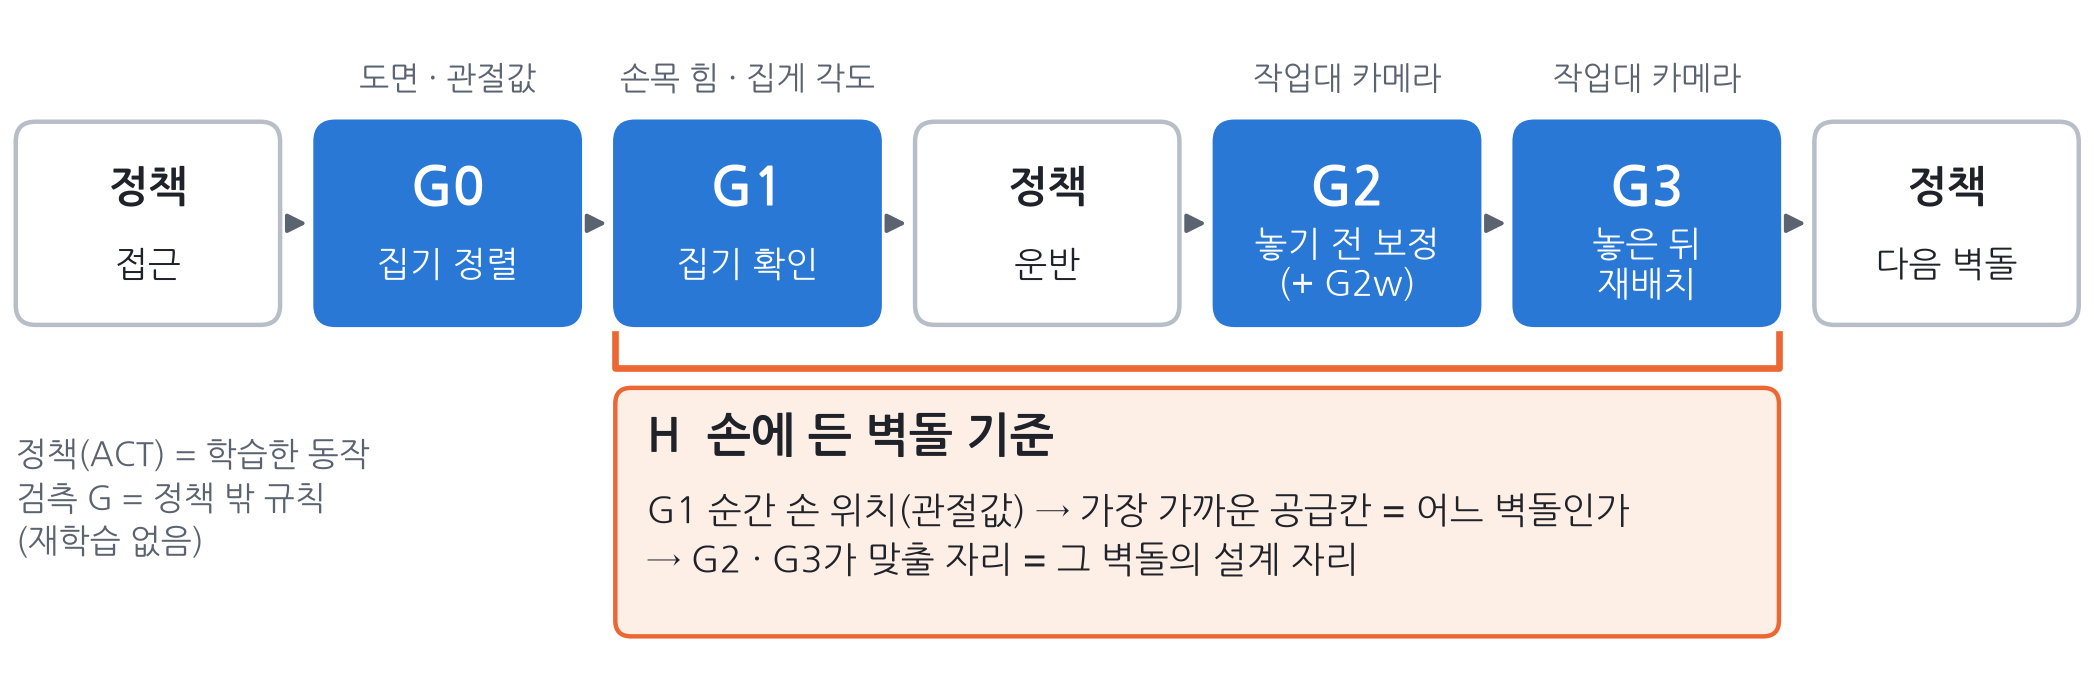 도면 · 관절값
손목 힘 · 집게 각도
작업대 카메라
작업대 카메라
정책
접근
G0
집기 정렬
G1
집기 확인
정책
운반
G2
놓기 전 보정
(+ G2w)
G3
놓은 뒤
재배치
정책
다음 벽돌
H 손에 든 벽돌 기준
G1 순간 손 위치(관절값) → 가장 가까운 공급칸 = 어느 벽돌인가
→ G2 · G3가 맞출 자리 = 그 벽돌의 설계 자리
정책(ACT) = 학습한 동작
검측 G = 정책 밖 규칙
(재학습 없음)